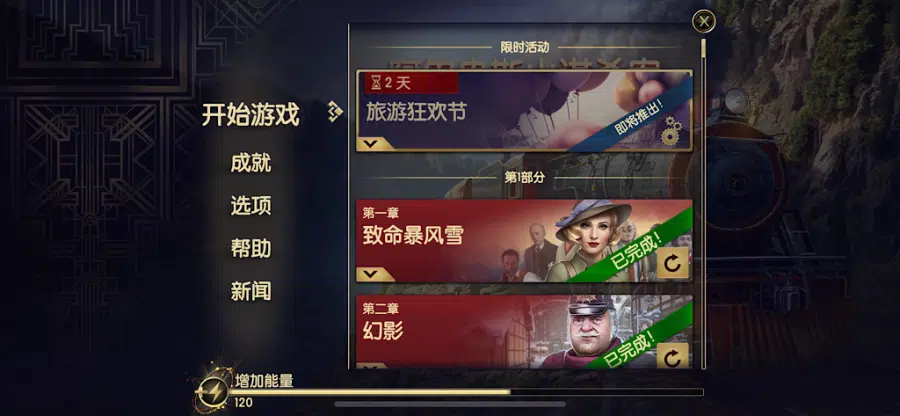 限时活动
2 天
旅游狂欢节
即将推出!
开始游戏
成就
选项
帮助
新闻
第1部分
第一章
致命暴风雪
已完成!
第二章
幻影
已完成!
增加能量
120